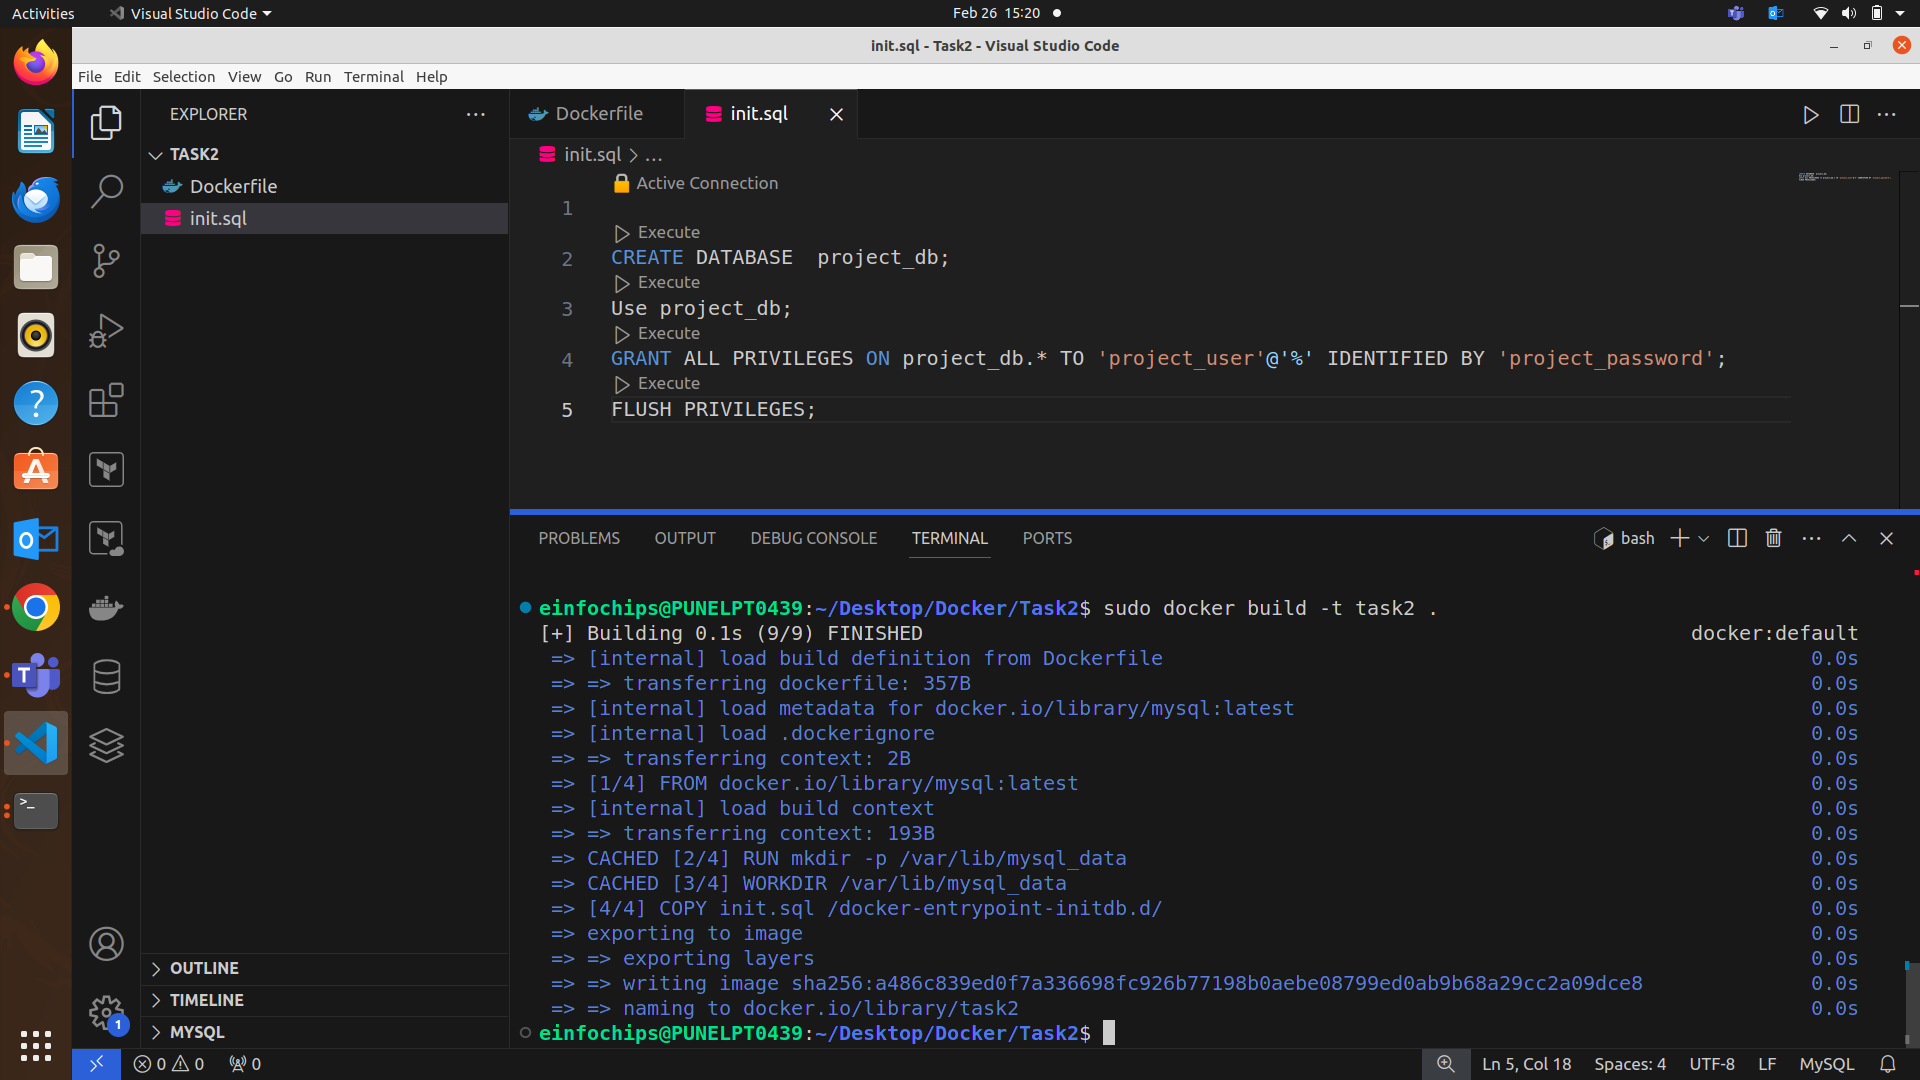 Activities
Visual Studio Code
Feb 26 15:20
init.sql - Task2 - Visual Studio Code
File Edit Selection View Go Run Terminal Help
EXPLORER
TASK2
Dockerfile
init.sql
OUTLINE
TIMELINE
MYSQL
1
Dockerfile
init.sql
init.sql > ...
Active Connection
1
Execute
2 CREATE DATABASE  project_db;
Execute
3 Use project_db;
Execute
4 GRANT ALL PRIVILEGES ON project_db.* TO 'project_user'@'%' IDENTIFIED BY 'project_password';
Execute
5 FLUSH PRIVILEGES;
PROBLEMS OUTPUT DEBUG CONSOLE TERMINAL PORTS
bash
einfochips@PUNELPT0439:~/Desktop/Docker/Task2$ sudo docker build -t task2 .
[+] Building 0.1s (9/9) FINISHED docker:default
=> [internal] load build definition from Dockerfile 0.0s
=> => transferring dockerfile: 357B 0.0s
=> [internal] load metadata for docker.io/library/mysql:latest 0.0s
=> [internal] load .dockerignore 0.0s
=> => transferring context: 2B 0.0s
=> [1/4] FROM docker.io/library/mysql:latest 0.0s
=> [internal] load build context 0.0s
=> => transferring context: 193B 0.0s
=> CACHED [2/4] RUN mkdir -p /var/lib/mysql_data 0.0s
=> CACHED [3/4] WORKDIR /var/lib/mysql_data 0.0s
=> [4/4] COPY init.sql /docker-entrypoint-initdb.d/ 0.0s
=> exporting to image 0.0s
=> => exporting layers 0.0s
=> => writing image sha256:a486c839ed0f7a336698fc926b77198b0aebe08799ed0ab9b68a29cc2a09dce8 0.0s
=> => naming to docker.io/library/task2 0.0s
einfochips@PUNELPT0439:~/Desktop/Docker/Task2$
0 0 0
Ln 5, Col 18 Spaces: 4 UTF-8 LF MySQL